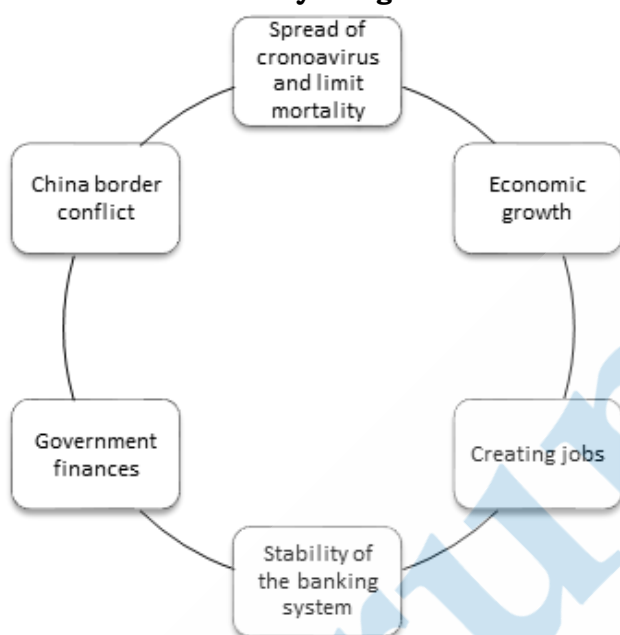 Spread of
cronoavirus
and limit
mortality
China border
conflict
Economic
growth
Government
finances
Creating jobs
Stability of
the banking
system